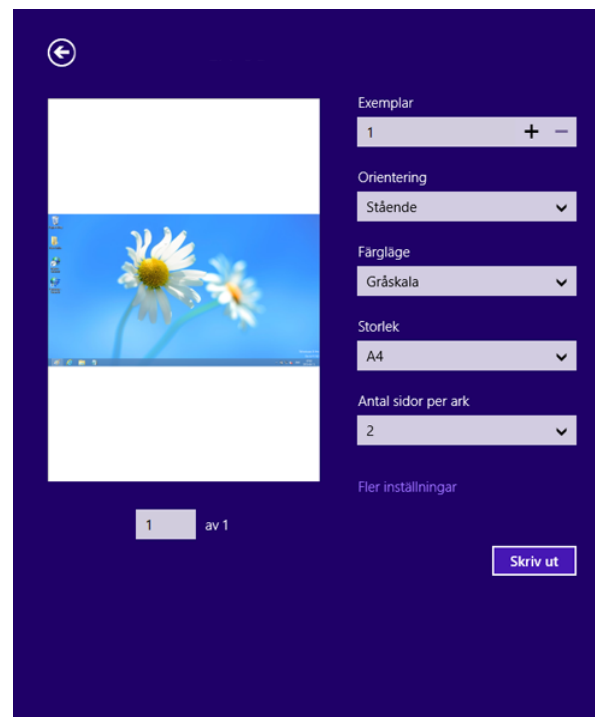 Exemplar
1
Orientering
Stående
Färgläge
Gråskala
Storlek
A4
Antal sidor per ark
2
Fler inställningar
1 av 1
Skriv ut